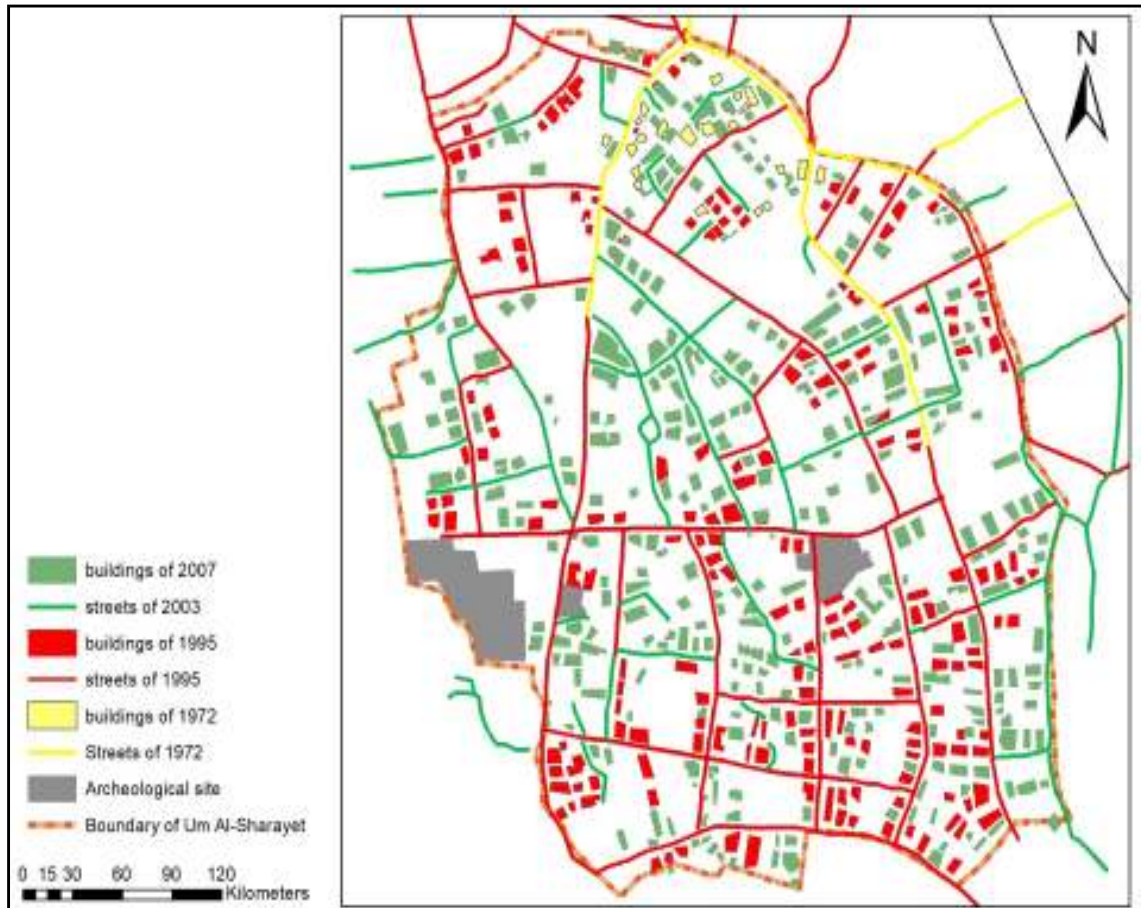 N
buildings of 2007
streets of 2003
buildings of 1995
streets of 1995
buildings of 1972
Streets of 1972
Archeological site
Boundary of Um Al-Sharayet
0 15 30 60 90 120
Kilometers